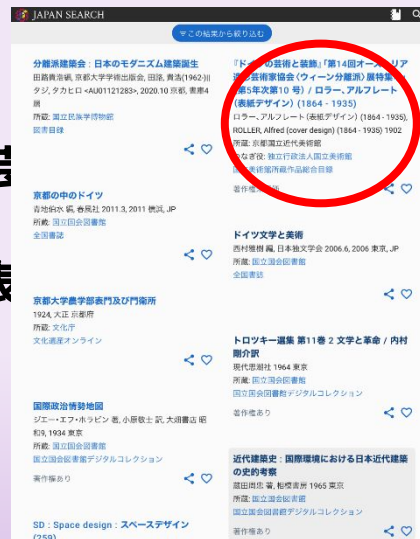 JAPAN SEARCH
この結果から絞り込む
分離派建築会 : 日本のモダニズム建築誕生
田路貴浩編, 京都大学学術出版会, 田路, 貴浩(1962-)||
タジ, タカヒロ <AU01121283>, 2020.10 京都, 書庫4
層
所蔵: 国立民族学博物館
図書目録
京都の中のドイツ
青地伯水 編, 春風社 2011.3, 2011 横浜, JP
所蔵: 国立国会図書館
全国書誌
京都大学農学部表門及び門衛所
1924, 大正 京都府
所蔵: 文化庁
文化遺産オンライン
国際政治情勢地図
ジエー・エフ・ホラビン 著, 小原敬士 訳, 大畑書店 昭
和9, 1934 東京
所蔵: 国立国会図書館
国立国会図書館デジタルコレクション
著作権あり
SD : Space design : スペースデザイン
(259)
の芸術と装飾』「第14回オース
芸術家協会〈ウィーン分離派〉展特集
第5年次第10 号) / ロラー、アルフレート
(表紙デザイン) (1864 - 1935)
ロラー、アルフレート (表紙デザイン) (1864 - 1935),
ROLLER, Alfred (cover design) (1864 - 1935) 1902
所蔵: 京都国立近代美術館
つなぎ役: 独立行政法人国立美術館
美術館所蔵作品総合目録
著作権
ドイツ文学と美術
西村雅樹 編, 日本独文学会 2006.6, 2006 東京, JP
所蔵: 国立国会図書館
全国書誌
トロツキー選集 第11巻 2 文学と革命 / 内村
剛介訳
現代思潮社 1964 東京
所蔵: 国立国会図書館
国立国会図書館デジタルコレクション
著作権あり
近代建築史 : 国際環境における日本近代建築
の史的考察
蔵田周忠 著, 相模書房 1965 東京
所蔵: 国立国会図書館
国立国会図書館デジタルコレクション
著作権あり